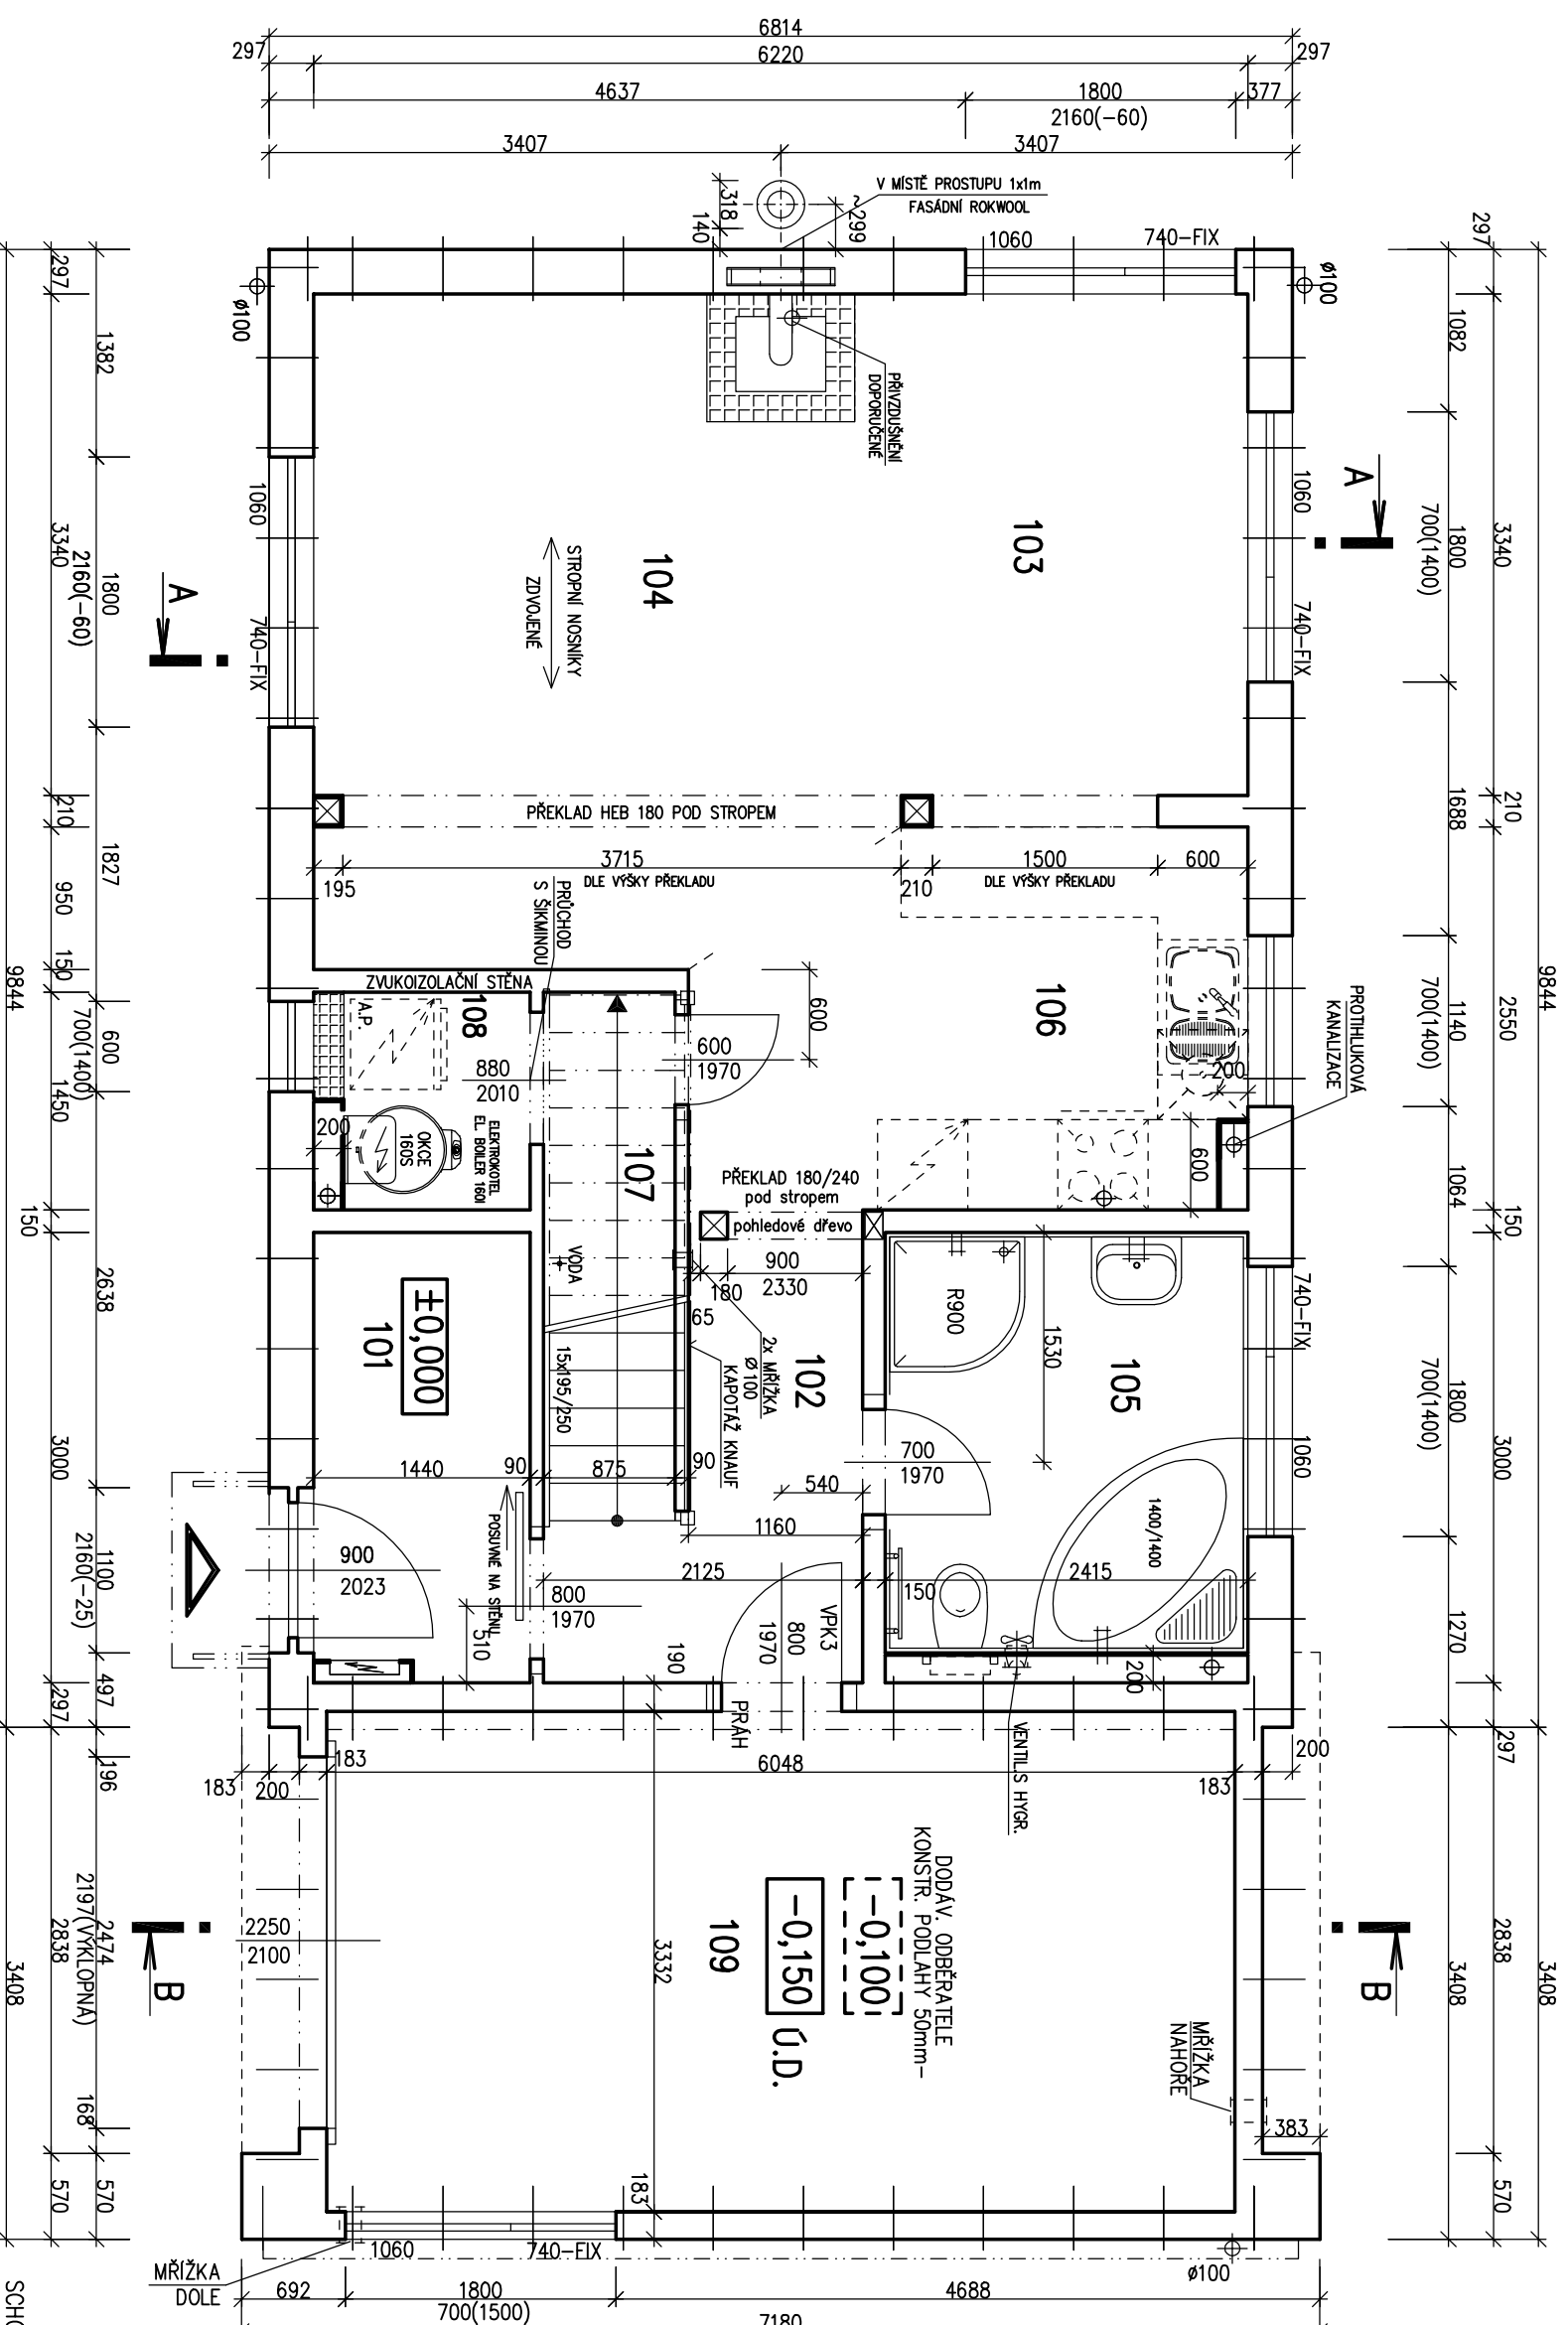 6814
297
6220
297
4637
1800
377
2160(-60)
3407
3407
V MÍSTĚ PROSTUPU 1x1m
FASÁDNÍ ROKWOOL
318
140
~299
1060
740-FIX
ø100
ø100
297
1082
1800
700(1400)
3340
9844
1688
210
1140
700(1400)
2550
1064
150
1800
700(1400)
3000
1270
297
3408
2838
3408
570
297
1382
3340
1800
2160(-60)
1827
210
950
150
600
700(1400)
1450
150
9844
2638
3000
1100
2160(-25)
497
297
196
2474
2197(VÝKLOPNÁ)
2838
168
570
570
3408
SCHO
A
A
1060
740-FIX
1060
740-FIX
PŘIVZDUŠNĚNÍ
DOPORUČENÉ
103
104
STROPNÍ NOSNÍKY
ZDVOJENÉ
PŘEKLAD HEB 180 POD STROPEM
3715
1500
600
195
DLE VÝŠKY PŘEKLADU
210
DLE VÝŠKY PŘEKLADU
PRŮCHOD
S ŠIKMINOU
ZVUKOIZOLAČNÍ STĚNA
A.P.
108
880
2010
600
1970
600
106
200
PROTIHLUKOVÁ
KANALIZACE
600
200
OKCE
160S
ELEKTROKOTEL
EL. BOILER 160l
107
PŘEKLAD 180/240
pod stropem
pohledové dřevo
VODA
900
2330
180
65
R900
1530
105
740-FIX
1060
±0,000
101
15x195/250
2x MŘÍŽKA
Ø100
KAPOTÁŽ KNAUF
102
1440
90
875
90
700
1970
540
1160
1400/1400
POSUVNÉ NA STĚNU
900
2023
800
1970
510
2125
150
2415
VPK3
800
1970
190
200
PRÁH
VENTIL.S HYGR.
183
183
200
6048
183
200
2250
2100
3332
109
-0,150
Ú.D.
-0,100
DODÁV. ODBĚRATELE
KONSTR. PODLAHY 50mm-
B
B
MŘÍŽKA
NAHOŘE
383
183
1060
740-FIX
ø100
MŘÍŽKA
DOLE
692
1800
700(1500)
4688
7180